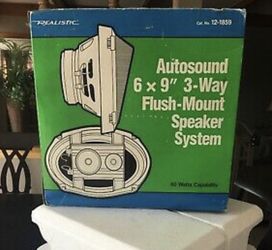 REALISTIC
Cat. No. 12-1859
Autosound
6 x 9" 3-Way
Flush-Mount
Speaker
System
60 Watts Capability